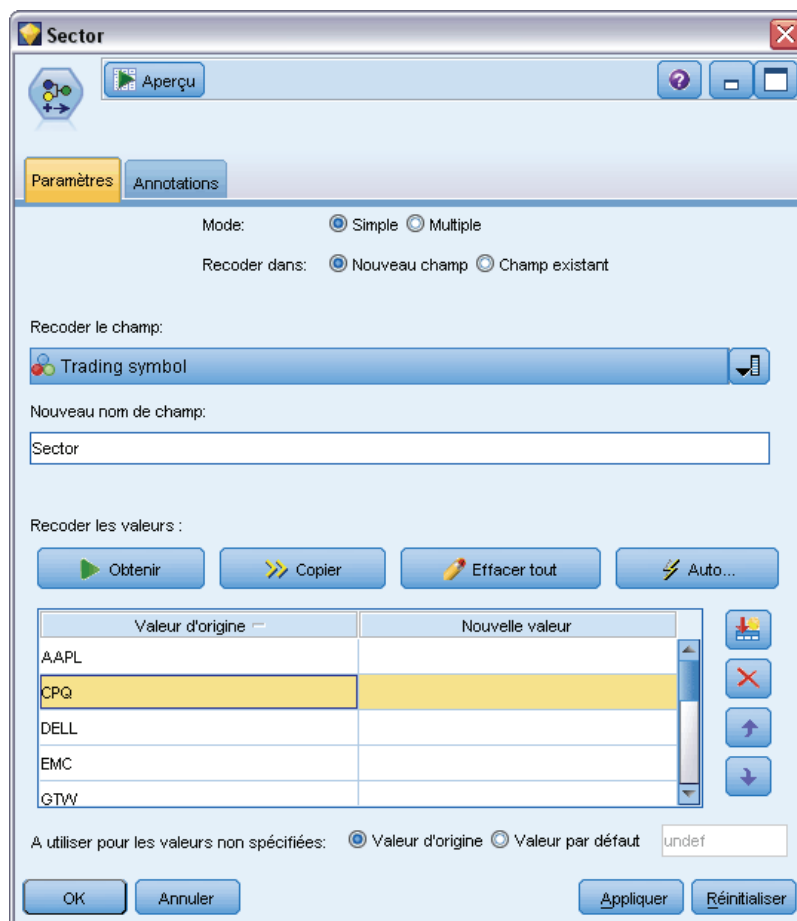 Sector
Aperçu
Paramètres Annotations
Mode: Simple Multiple
Recoder dans: Nouveau champ Champ existant
Recoder le champ:
Trading symbol
Nouveau nom de champ:
Sector
Recoder les valeurs :
Obtenir Copier Effacer tout Auto...
Valeur d'origine Nouvelle valeur
AAPL
CPQ
DELL
EMC
GTW
A utiliser pour les valeurs non spécifiées: Valeur d'origine Valeur par défaut undef
OK Annuler Appliquer Réinitialiser